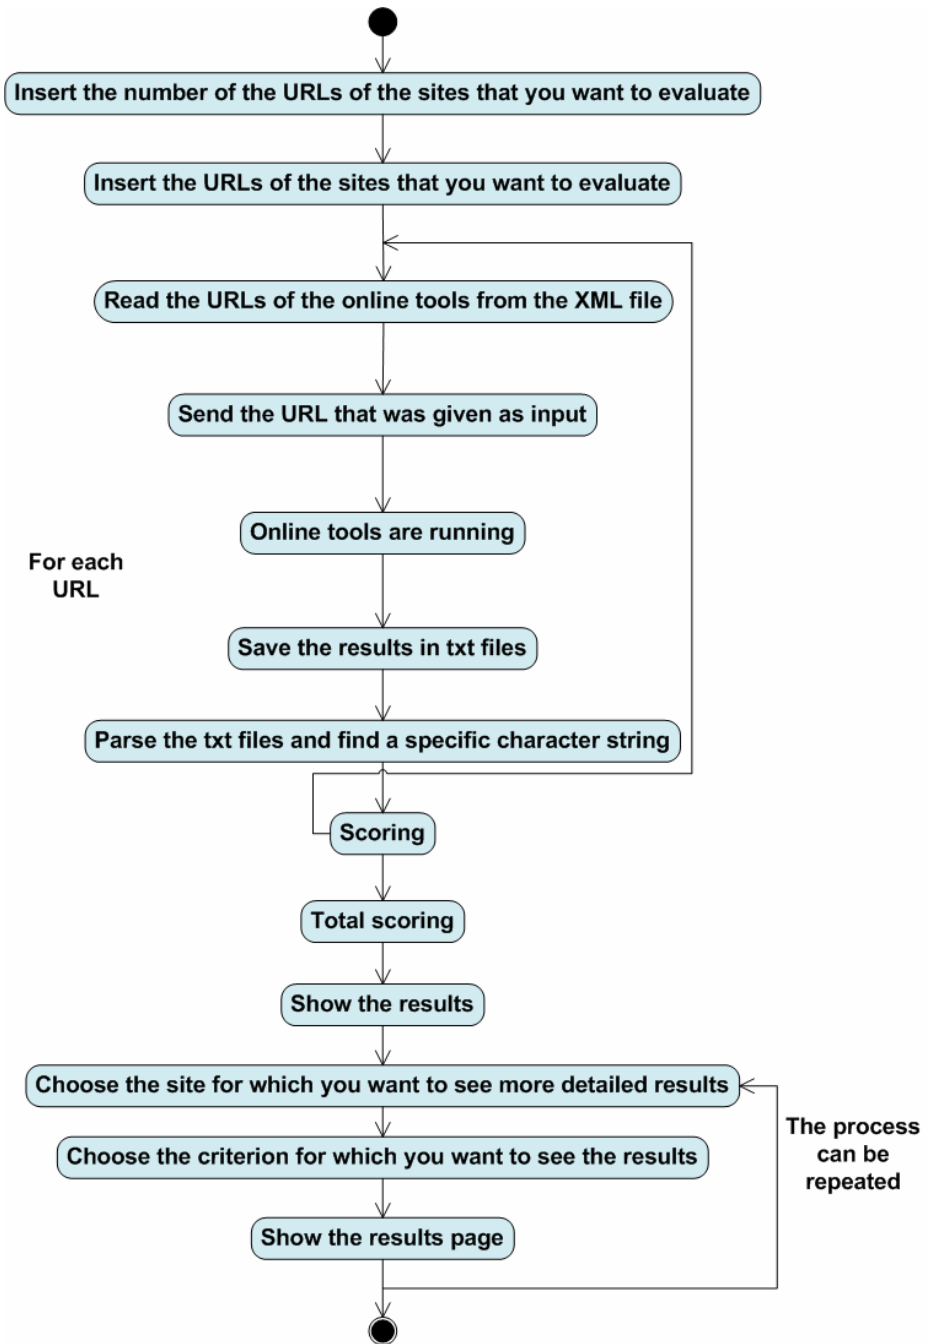 Insert the number of the URLs of the sites that you want to evaluate
Insert the URLs of the sites that you want to evaluate
Read the URLs of the online tools from the XML file
Send the URL that was given as input
Online tools are running
For each
URL
Save the results in txt files
Parse the txt files and find a specific character string
Scoring
Total scoring
Show the results
Choose the site for which you want to see more detailed results
The process
can be
repeated
Choose the criterion for which you want to see the results
Show the results page